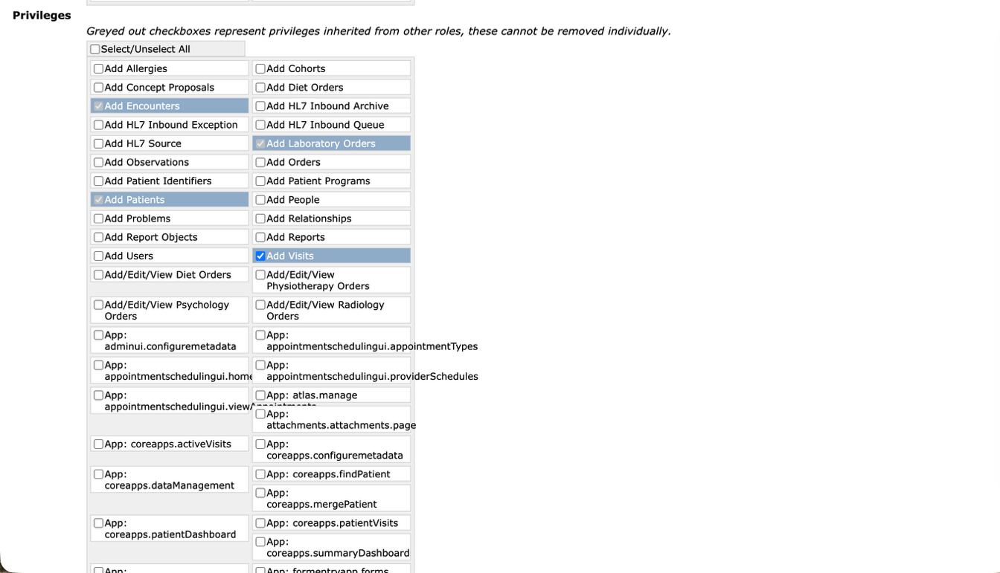 Privileges
Greyed out checkboxes represent privileges inherited from other roles, these cannot be removed individually.
Select/Unselect All
Add Allergies
Add Cohorts
Add Concept Proposals
Add Diet Orders
Add Encounters
Add HL7 Inbound Archive
Add HL7 Inbound Exception
Add HL7 Inbound Queue
Add HL7 Source
Add Laboratory Orders
Add Observations
Add Orders
Add Patient Identifiers
Add Patient Programs
Add Patients
Add People
Add Problems
Add Relationships
Add Report Objects
Add Reports
Add Users
Add Visits
Add/Edit/View Diet Orders
Add/Edit/View
Physiotherapy Orders
Add/Edit/View Psychology
Orders
Add/Edit/View Radiology
Orders
App:
adminui.configuremetadata
App:
appointmentschedulingui.appointmentTypes
App:
appointmentschedulingui.home
App:
appointmentschedulingui.providerSchedules
App:
appointmentschedulingui.viewAppointments
App: atlas.manage
App:
attachments.attachments.page
App: coreapps.activeVisits
App:
coreapps.configuremetadata
App:
coreapps.dataManagement
App: coreapps.findPatient
App:
coreapps.mergePatient
App:
coreapps.patientDashboard
App: coreapps.patientVisits
App:
coreapps.summaryDashboard
App:
App: formentryapp.forms